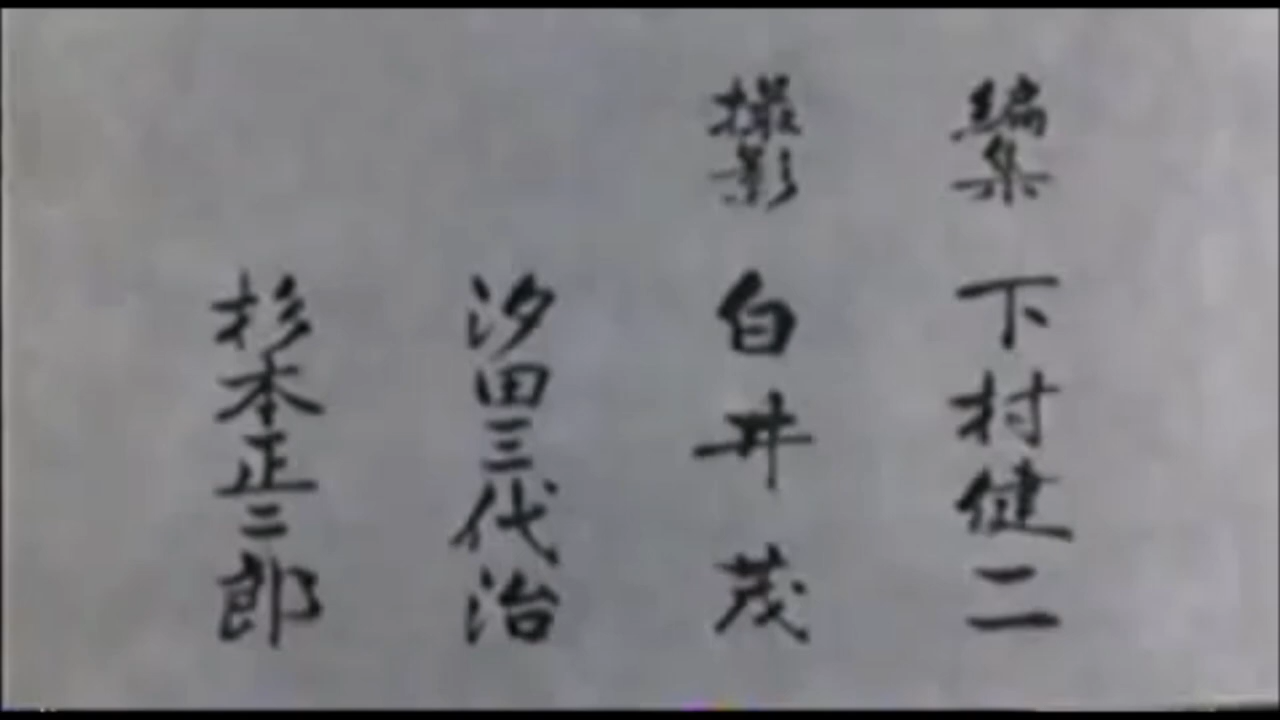 編集 下村健二
撮影 白井茂
汐田三代治
杉本正二郎